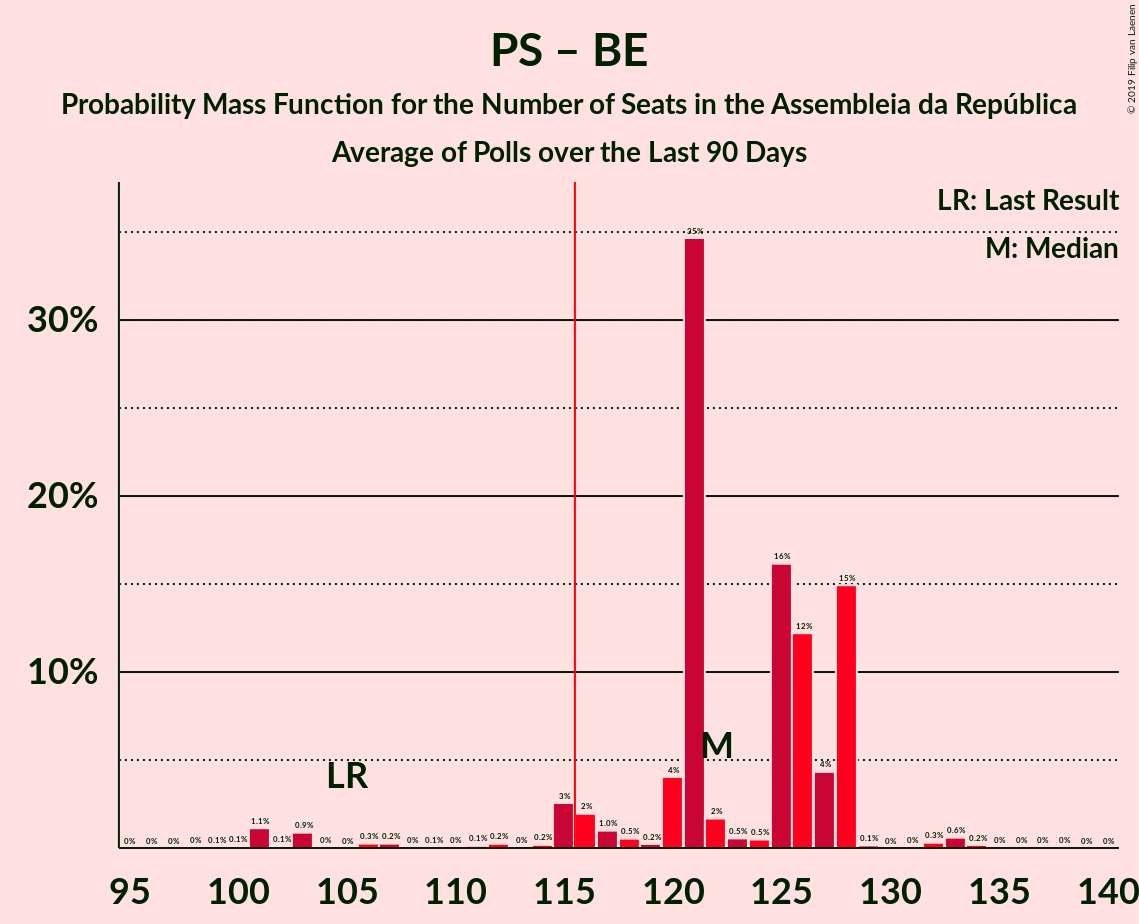 PS – BE
Probability Mass Function for the Number of Seats in the Assembleia da República
Average of Polls over the Last 90 Days
© 2019 Filip van Laenen
LR: Last Result
M: Median
30%
20%
10%
35%
16%
15%
12%
M
LR
0% 0% 0% 0% 0.1% 0.1% 1.1% 0.1% 0.9% 0% 0% 0.3% 0.2% 0% 0.1% 0% 0.1% 0.2% 0% 0.2% 3% 2% 1.0% 0.5% 0.2% 4% 2% 0.5% 0.5% 4% 0.1% 0% 0% 0.3% 0.6% 0.2% 0% 0% 0% 0% 0% 0%
95 100 105 110 115 120 125 130 135 140